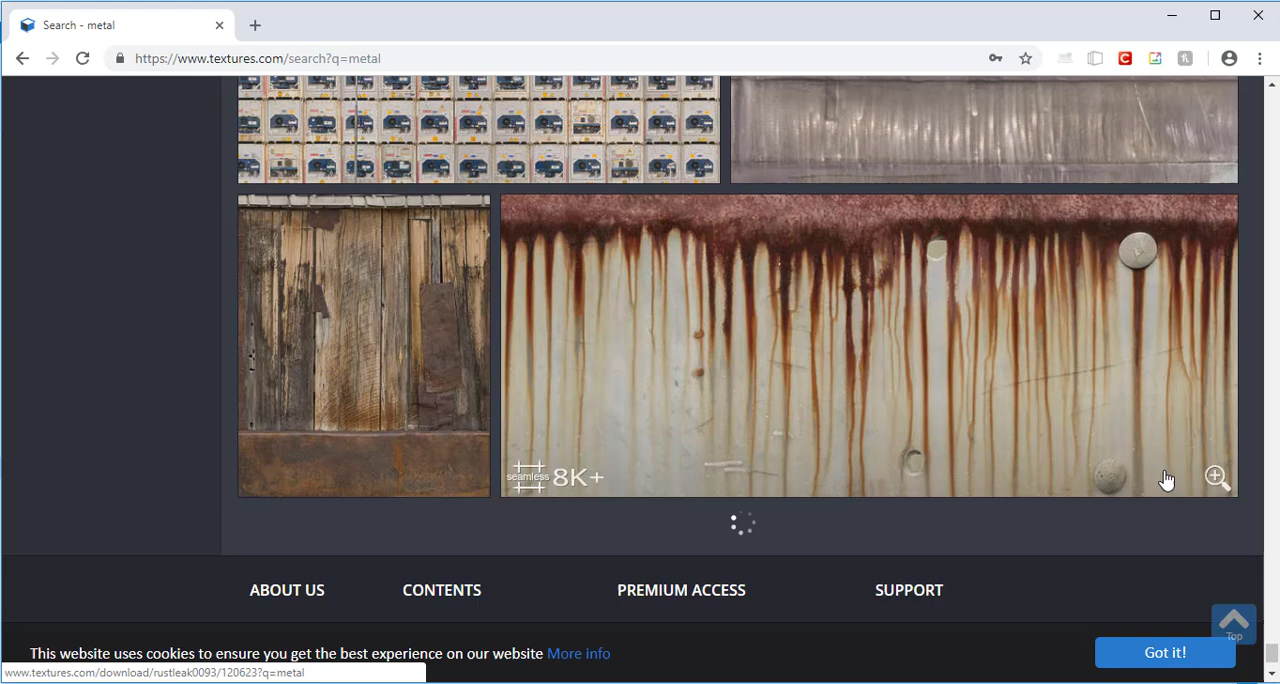 Search - metal
https://www.textures.com/search?q=metal
seamless 8K+
ABOUT US CONTENTS PREMIUM ACCESS SUPPORT
Top
This website uses cookies to ensure you get the best experience on our website More info
Got it!
www.textures.com/download/rustleak0093/120623?q=metal